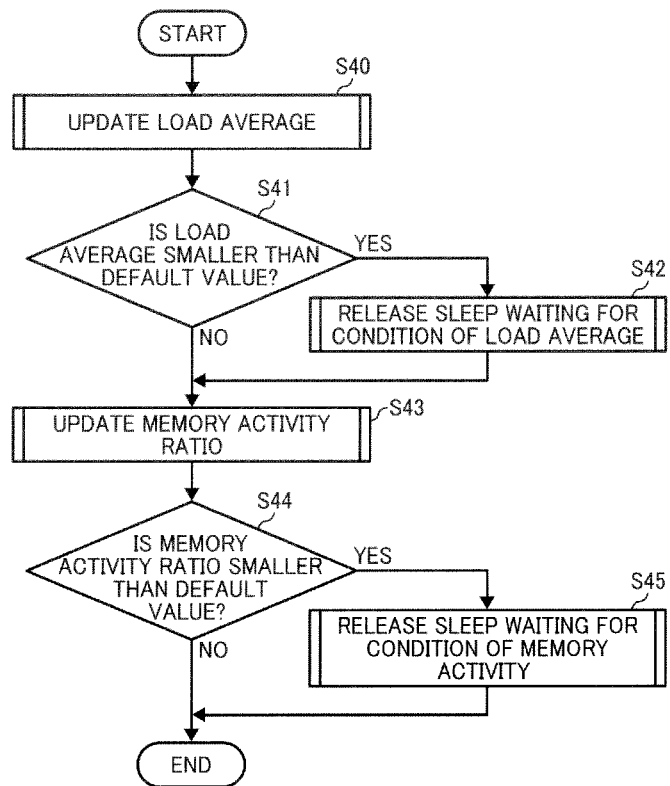 START
S40
UPDATE LOAD AVERAGE
S41
IS LOAD
AVERAGE SMALLER THAN
DEFAULT VALUE?
YES
NO
S42
RELEASE SLEEP WAITING FOR
CONDITION OF LOAD AVERAGE
S43
UPDATE MEMORY ACTIVITY
RATIO
S44
IS MEMORY
ACTIVITY RATIO SMALLER
THAN DEFAULT
VALUE?
YES
NO
S45
RELEASE SLEEP WAITING FOR
CONDITION OF MEMORY
ACTIVITY
END